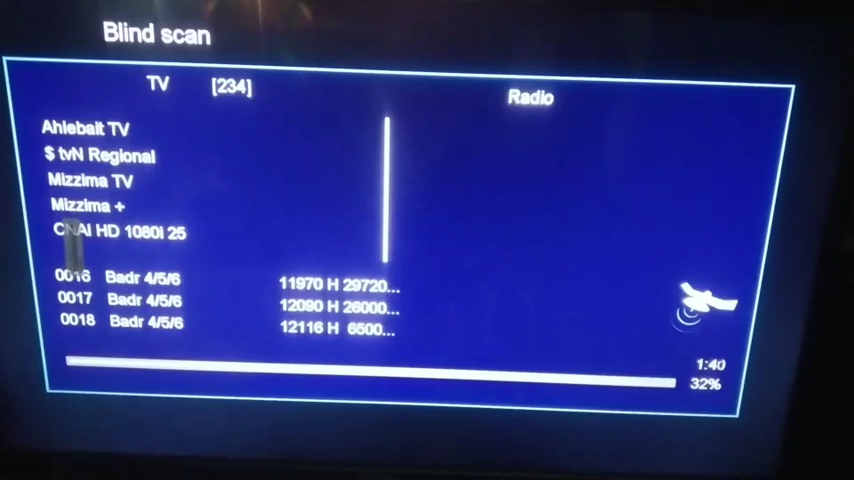 Blind scan
TV [234] Radio
Ahlebait TV
$ tvN Regional
Mizzima TV
Mizzima +
CNAI HD 1080i 25
0016 Badr 4/5/6 11970 H 29720...
0017 Badr 4/5/6 12090 H 26000...
0018 Badr 4/5/6 12116 H 6500...
1:40
32%